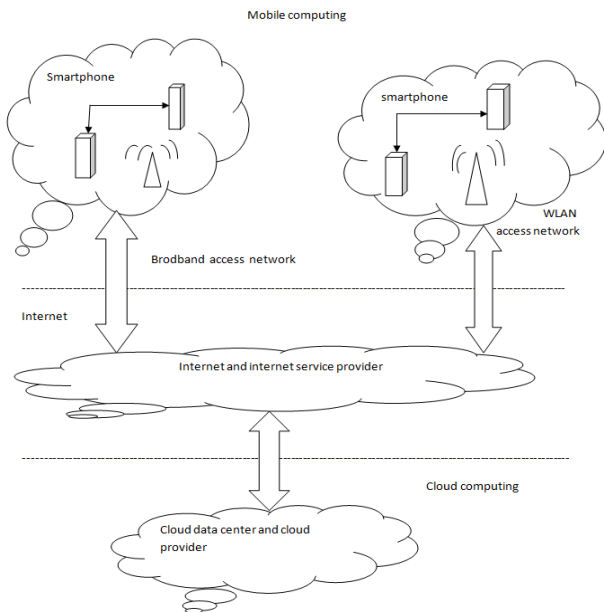 Mobile computing
Smartphone
smartphone
WLAN
access network
Brodband access network
Internet
Internet and internet service provider
Cloud computing
Cloud data center and cloud
provider